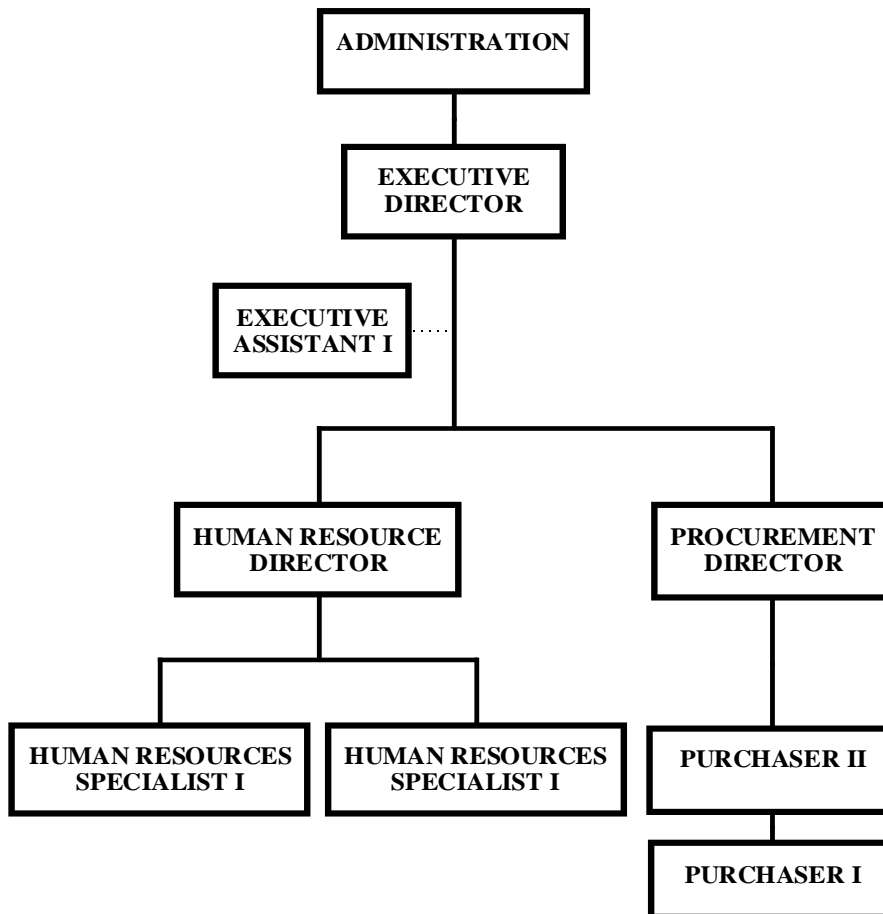 ADMINISTRATION
EXECUTIVE
DIRECTOR
EXECUTIVE
ASSISTANT I
HUMAN RESOURCE
DIRECTOR
PROCUREMENT
DIRECTOR
HUMAN RESOURCES
SPECIALIST I
HUMAN RESOURCES
SPECIALIST I
PURCHASER II
PURCHASER I